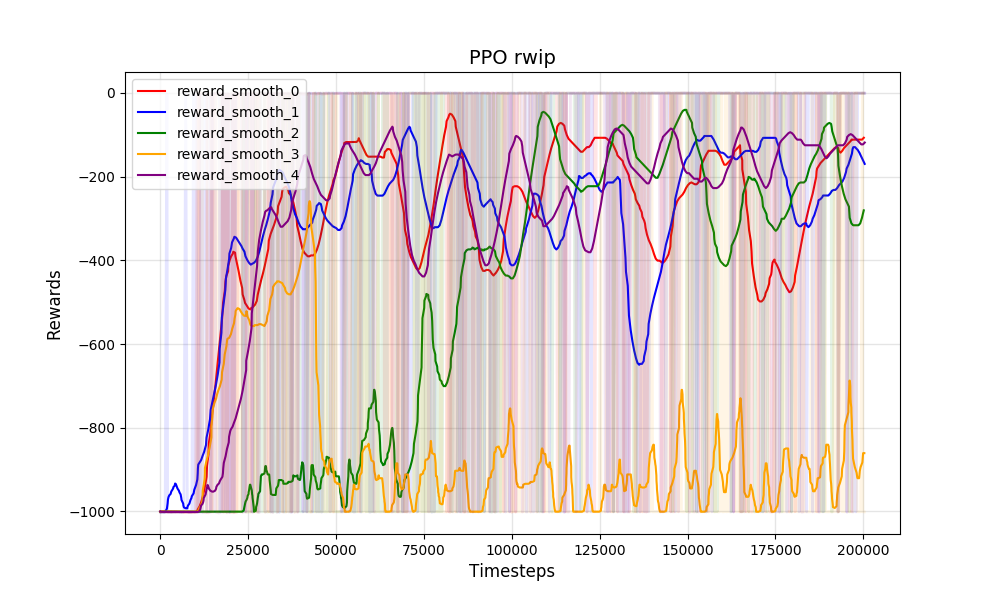 PPO rwip
reward_smooth_0
reward_smooth_1
reward_smooth_2
reward_smooth_3
reward_smooth_4
0
−200
−400
−600
−800
−1000
Rewards
0
25000
50000
75000
100000
125000
150000
175000
200000
Timesteps